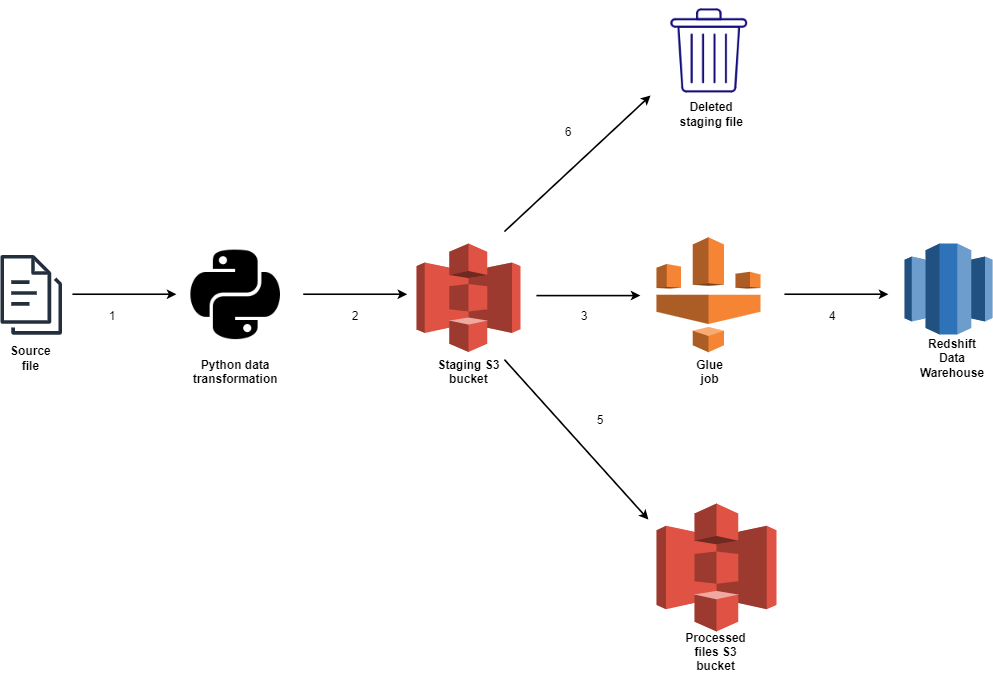 Deleted
staging file
6
1
2
3
4
Source
file
Python data
transformation
Staging S3
bucket
Glue
job
Redshift
Data
Warehouse
5
Processed
files S3
bucket